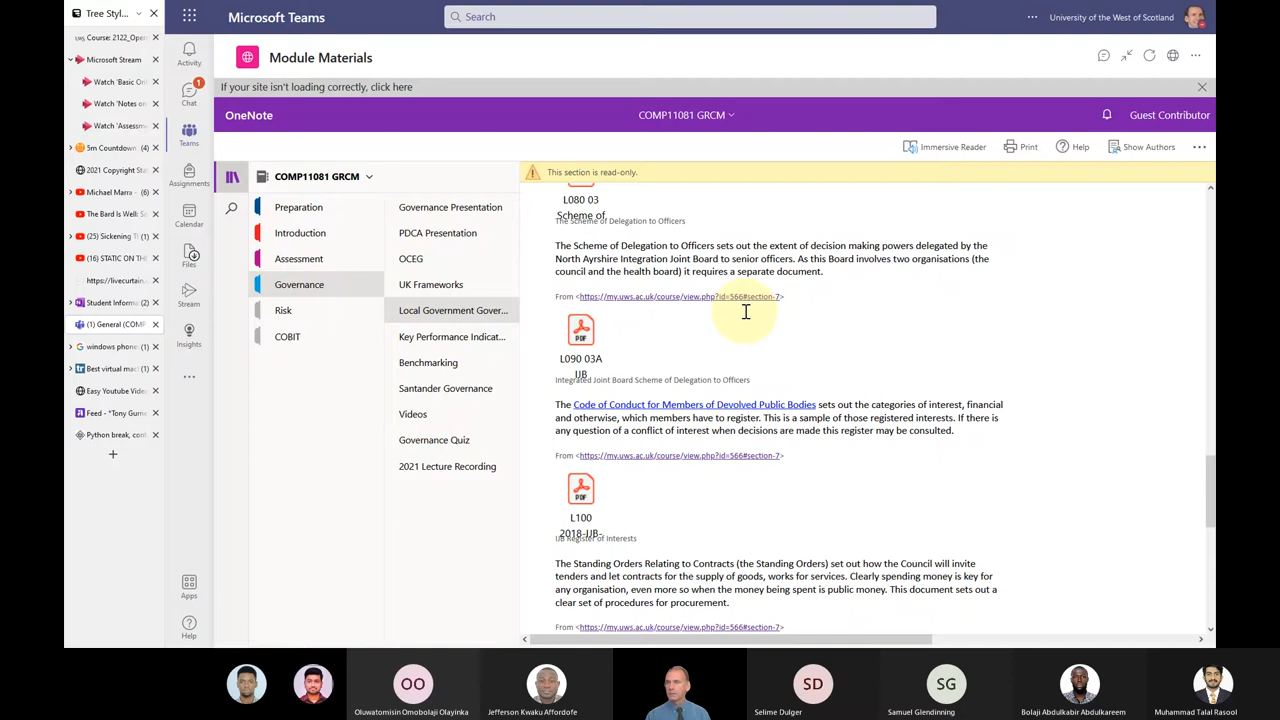 Tree Styl...
Microsoft Teams
Search
University of the West of Scotland
UWS Course: 2122_Oper
Microsoft Stream
Watch 'Basic Onl
Watch 'Notes on
Watch 'Assessm
5m Countdown (4)
2021 Copyright Stat
Michael Marra - (6)
The Bard Is Well: Se
(25) Sickening Ti (1)
(16) STATIC ON TH
https://livecurtain.
Student Informa (2)
(1) General (COMP
windows phone: (1)
Best virtual mac (1)
Easy Youtube Vide
Feed - *Tony Gurne
Python break, cont
Activity
1
Chat
Teams
Assignments
Calendar
Files
Stream
Insights
Apps
Help
Module Materials
If your site isn't loading correctly, click here
OneNote
COMP11081 GRCM
Guest Contributor
Immersive Reader
Print
Help
Show Authors
COMP11081 GRCM
Preparation
Introduction
Assessment
Governance
Risk
COBIT
Governance Presentation
PDCA Presentation
OCEG
UK Frameworks
Local Government Gover...
Key Performance Indicat...
Benchmarking
Santander Governance
Videos
Governance Quiz
2021 Lecture Recording
This section is read-only.
L080 03
Scheme of
The Scheme of Delegation to Officers
The Scheme of Delegation to Officers sets out the extent of decision making powers delegated by the
North Ayrshire Integration Joint Board to senior officers. As this Board involves two organisations (the
council and the health board) it requires a separate document.
From <https://my.uws.ac.uk/course/view.php?id=566#section-7>
PDF
L090 03A
IJB
Integrated Joint Board Scheme of Delegation to Officers
The Code of Conduct for Members of Devolved Public Bodies sets out the categories of interest, financial
and otherwise, which members have to register. This is a sample of those registered interests. If there is
any question of a conflict of interest when decisions are made this register may be consulted.
From <https://my.uws.ac.uk/course/view.php?id=566#section-7>
PDF
L100
2018-IJB-
IJB Register of Interests
The Standing Orders Relating to Contracts (the Standing Orders) set out how the Council will invite
tenders and let contracts for the supply of goods, works for services. Clearly spending money is key for
any organisation, even more so when the money being spent is public money. This document sets out a
clear set of procedures for procurement.
From <https://my.uws.ac.uk/course/view.php?id=566#section-7>
OO
SD
SG
Oluwatomisin Omobolaji Olayinka
Jefferson Kwaku Affordofe
Selime Dulger
Samuel Glendinning
Bolaji Abdulkabir Abdulkareem
Muhammad Talal Rasool